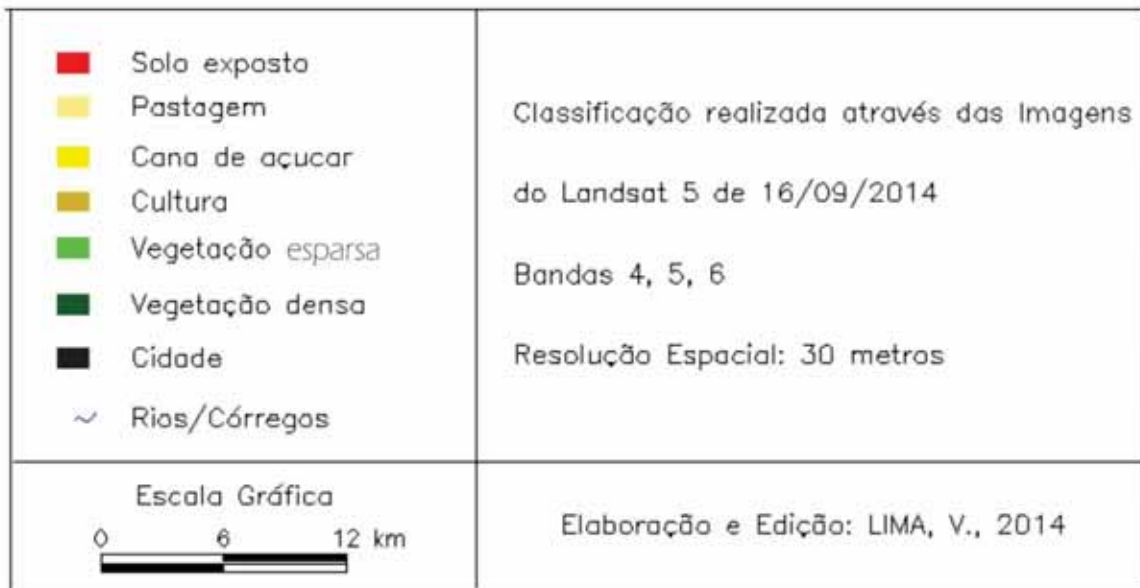 Solo exposto
Pastagem
Cana de açucar
Cultura
Vegetação esparsa
Vegetação densa
Cidade
Rios/Córregos
Classificação realizada através das Imagens
do Landsat 5 de 16/09/2014
Bandas 4, 5, 6
Resolução Espacial: 30 metros
Escala Gráfica
0 6 12 km
Elaboração e Edição: LIMA, V., 2014